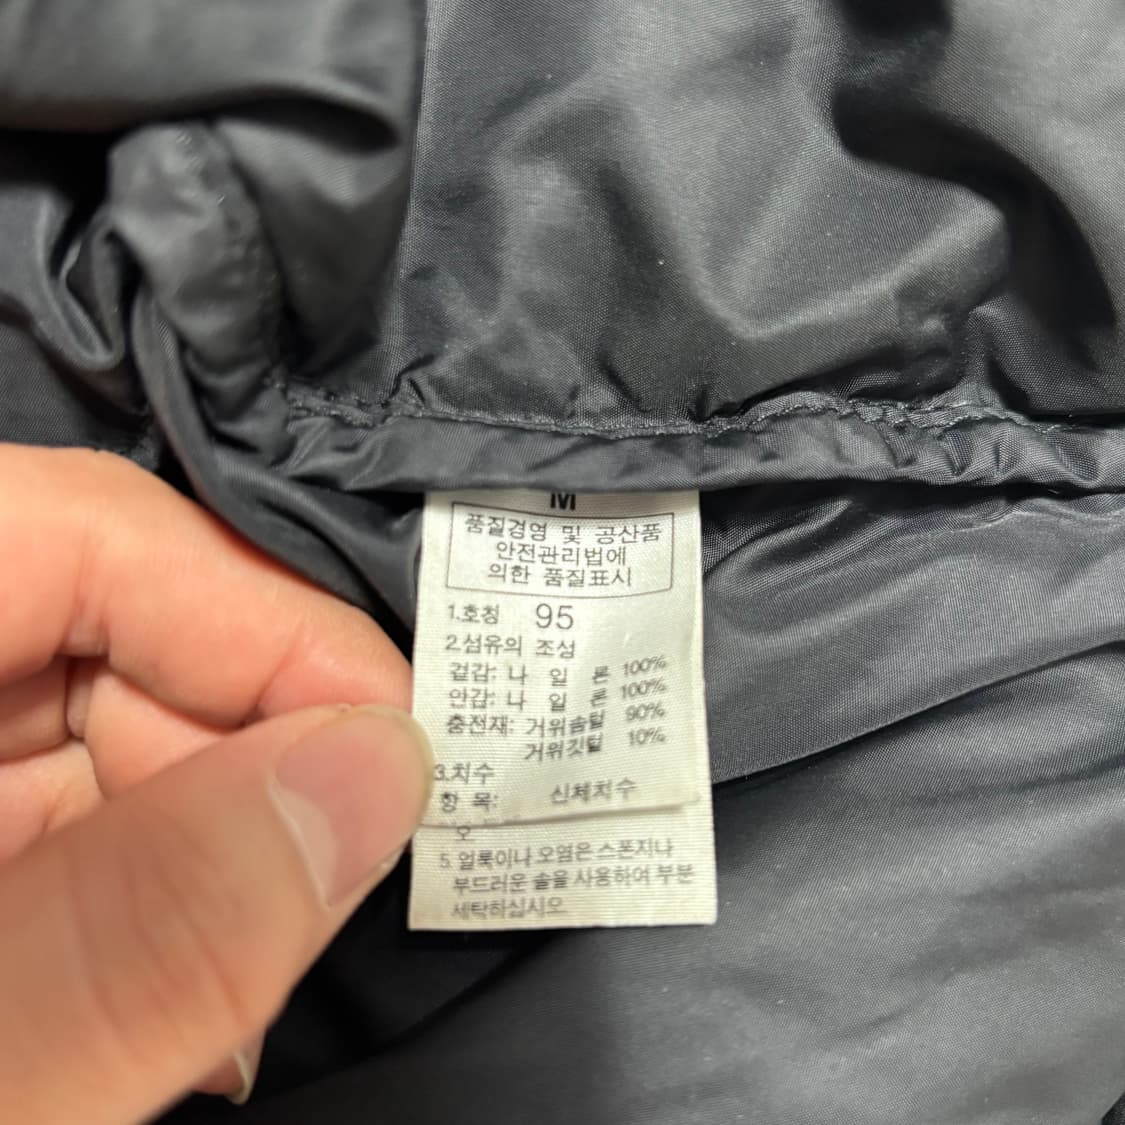 M
품질경영 및 공산품
안전관리법에
의한 품질표시
1.호칭 95
2.섬유의 조성
겉감: 나 일 론 100%
안감: 나 일 론 100%
충전재: 거위솜털 90%
거위깃털 10%
3.치수
항 목: 신체치수
오
5. 얼룩이나 오염은 스폰지나
부드러운 솔을 사용하여 부분
세탁하십시오